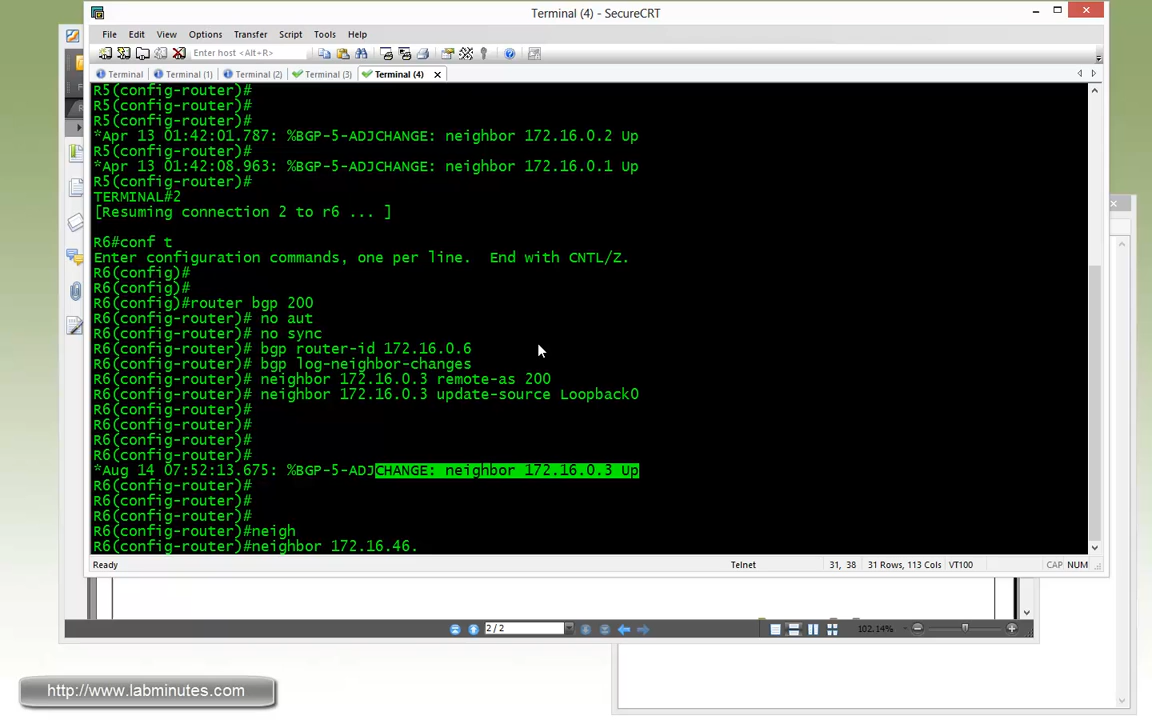 Terminal (4) - SecureCRT
File Edit View Options Transfer Script Tools Help
Enter host <Alt+R>
Terminal Terminal (1) Terminal (2) Terminal (3) Terminal (4)
R5(config-router)#
R5(config-router)#
R5(config-router)#
*Apr 13 01:42:01.787: %BGP-5-ADJCHANGE: neighbor 172.16.0.2 Up
R5(config-router)#
*Apr 13 01:42:08.963: %BGP-5-ADJCHANGE: neighbor 172.16.0.1 Up
R5(config-router)#
TERMINAL#2
[Resuming connection 2 to r6 ... ]
R6#conf t
Enter configuration commands, one per line.  End with CNTL/Z.
R6(config)#
R6(config)#
R6(config)#router bgp 200
R6(config-router)# no aut
R6(config-router)# no sync
R6(config-router)# bgp router-id 172.16.0.6
R6(config-router)# bgp log-neighbor-changes
R6(config-router)# neighbor 172.16.0.3 remote-as 200
R6(config-router)# neighbor 172.16.0.3 update-source Loopback0
R6(config-router)#
R6(config-router)#
R6(config-router)#
*Aug 14 07:52:13.675: %BGP-5-ADJCHANGE: neighbor 172.16.0.3 Up
R6(config-router)#
R6(config-router)#
R6(config-router)#
R6(config-router)#neigh
R6(config-router)#neighbor 172.16.46.
Ready Telnet 31, 38 31 Rows, 113 Cols VT100 CAP NUM
2 / 2 102.14%
http://www.labminutes.com